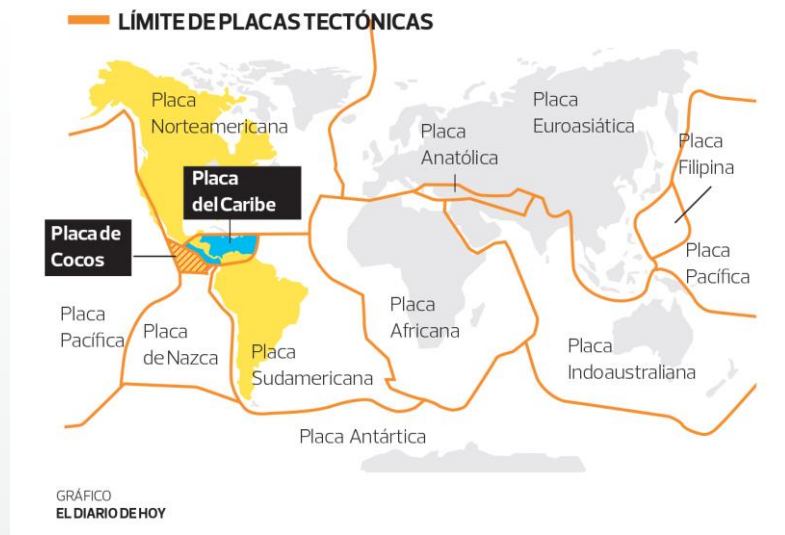 LÍMITE DE PLACAS TECTÓNICAS
Placa
Norteamericana
Placa
Euroasiática
Placa
Anatólica
Placa
Filipina
Placa
del Caribe
Placa de
Cocos
Placa
Pacífica
Placa
Pacífica
Placa
de Nazca
Placa
Sudamericana
Placa
Africana
Placa
Indoaustraliana
Placa Antártica
GRÁFICO
EL DIARIO DE HOY